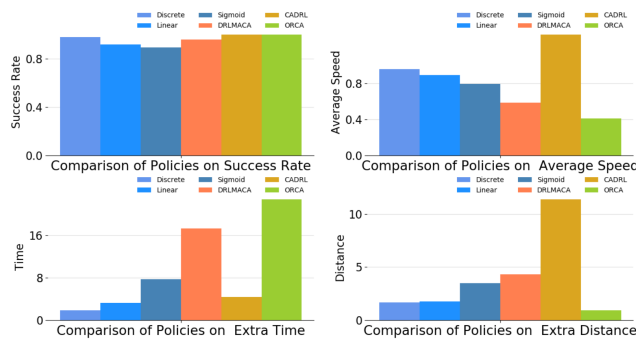 Discrete Sigmoid CADRL
Linear DRLMACA ORCA
Success Rate
0.8
0.4
0.0
Comparison of Policies on Success Rate
Discrete Sigmoid CADRL
Linear DRLMACA ORCA
Average Speed
0.8
0.4
0.0
Comparison of Policies on Average Speed
Discrete Sigmoid CADRL
Linear DRLMACA ORCA
Time
16
8
0
Comparison of Policies on Extra Time
Discrete Sigmoid CADRL
Linear DRLMACA ORCA
Distance
10
5
0
Comparison of Policies on Extra Distance